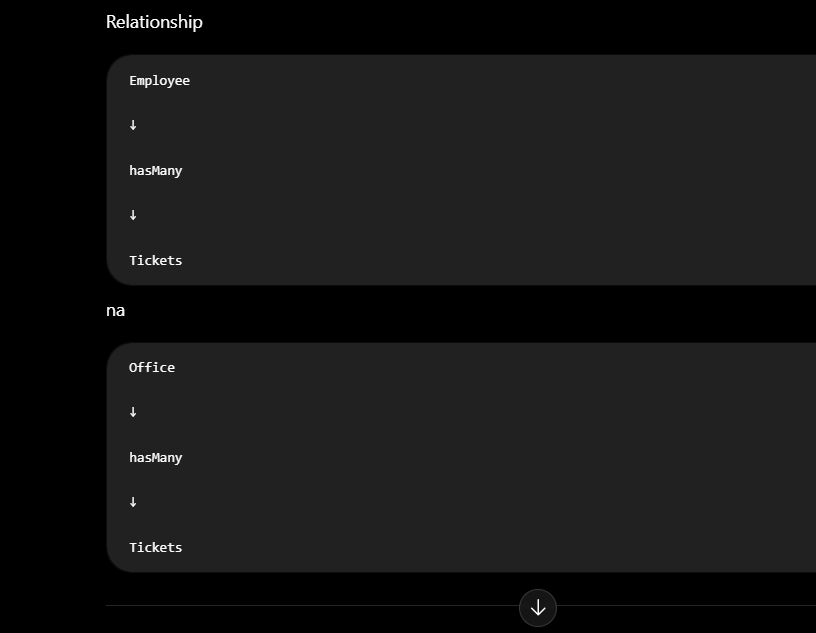 Relationship
Employee
↓
hasMany
↓
Tickets
na
Office
↓
hasMany
↓
Tickets